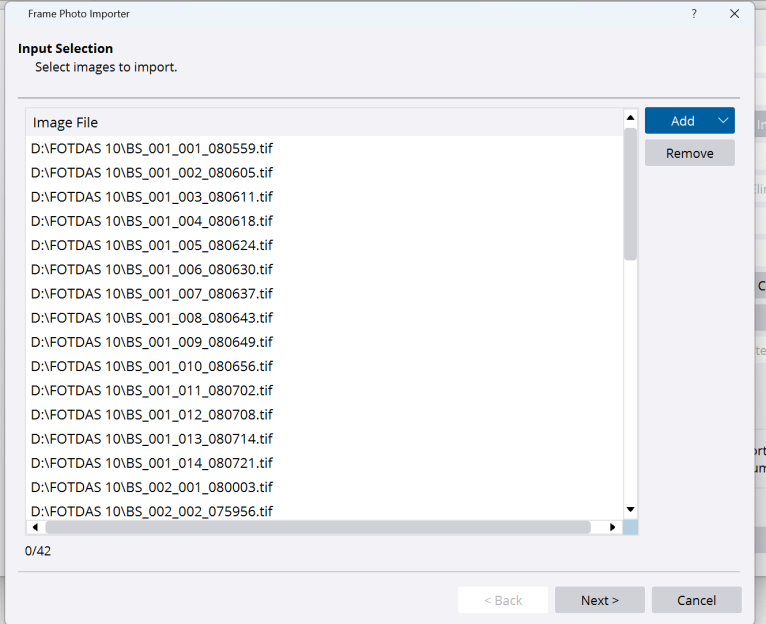 Frame Photo Importer
?
Input Selection
Select images to import.
Image File
D:\FOTDAS 10\BS_001_001_080559.tif
D:\FOTDAS 10\BS_001_002_080605.tif
D:\FOTDAS 10\BS_001_003_080611.tif
D:\FOTDAS 10\BS_001_004_080618.tif
D:\FOTDAS 10\BS_001_005_080624.tif
D:\FOTDAS 10\BS_001_006_080630.tif
D:\FOTDAS 10\BS_001_007_080637.tif
D:\FOTDAS 10\BS_001_008_080643.tif
D:\FOTDAS 10\BS_001_009_080649.tif
D:\FOTDAS 10\BS_001_010_080656.tif
D:\FOTDAS 10\BS_001_011_080702.tif
D:\FOTDAS 10\BS_001_012_080708.tif
D:\FOTDAS 10\BS_001_013_080714.tif
D:\FOTDAS 10\BS_001_014_080721.tif
D:\FOTDAS 10\BS_002_001_080003.tif
D:\FOTDAS 10\BS_002_002_075956.tif
Add
Remove
0/42
< Back
Next >
Cancel